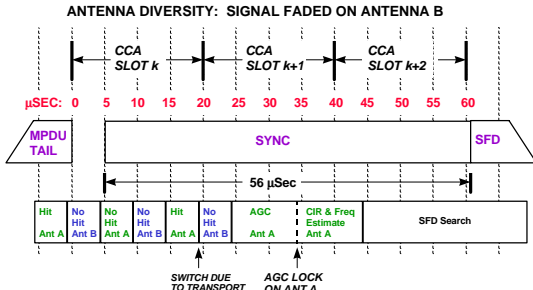 ANTENNA DIVERSITY: SIGNAL FADED ON ANTENNA B
CCA SLOT k
CCA SLOT k+1
CCA SLOT k+2
µSEC: 0 5 10 15 20 25 30 35 40 45 50 55 60
MPDU TAIL
SYNC
SFD
56 µSec
Hit Ant A
No Hit Ant B
No Hit Ant A
No Hit Ant B
Hit Ant A
No Hit Ant B
AGC Ant A
CIR & Freq Estimate Ant A
SFD Search
SWITCH DUE TO TRANSPORT
AGC LOCK ON ANT A